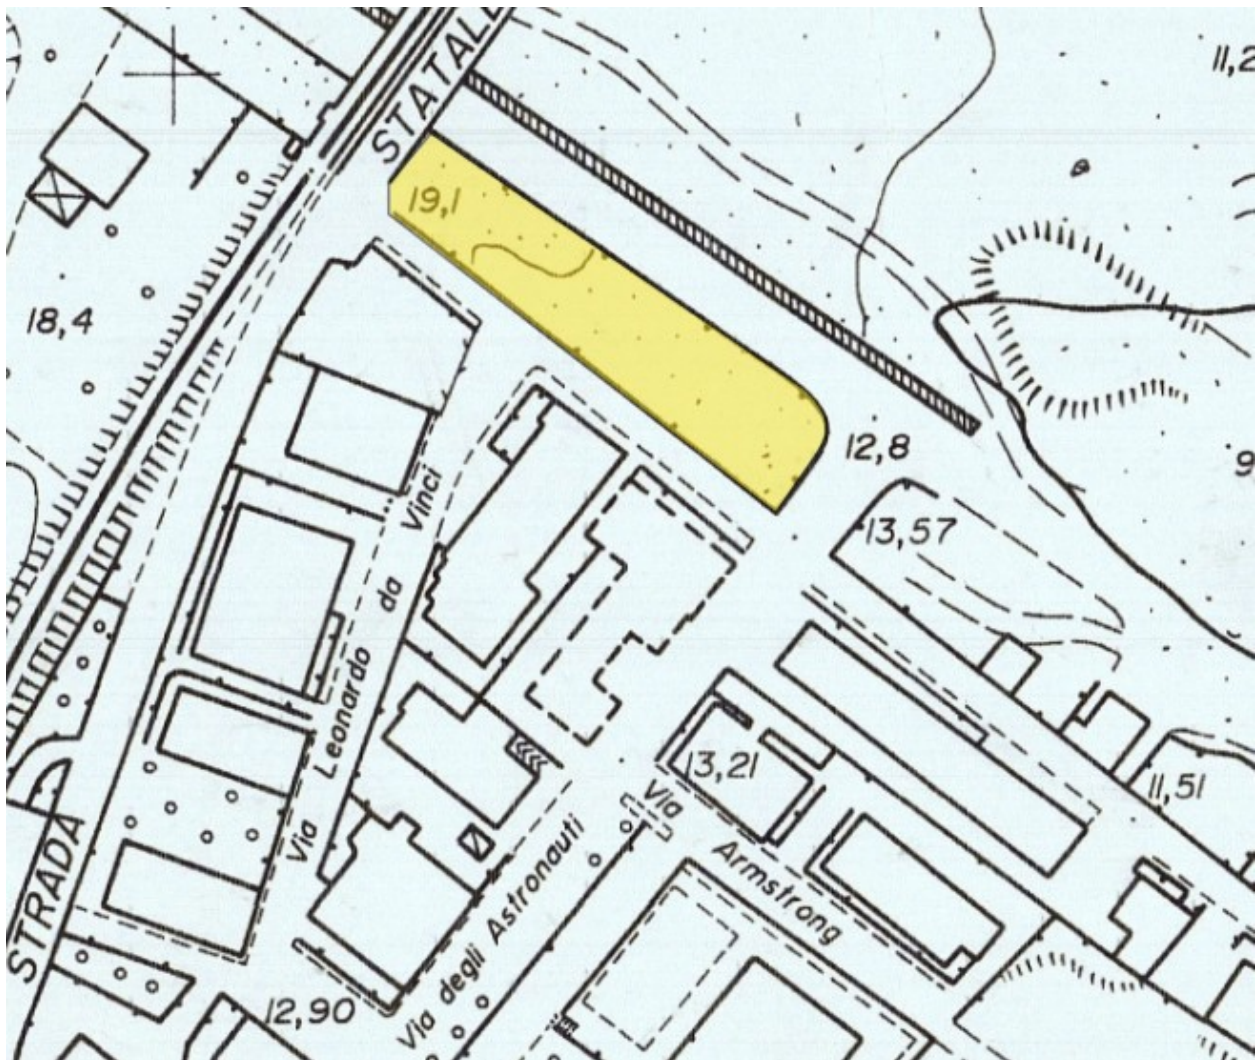 STATAL
11,2
19,1
18,4
12,8
9
13,57
Via Leonardo da Vinci
13,21
11,51
Via Armstrong
STRADA
Via degli Astronauti
12,90